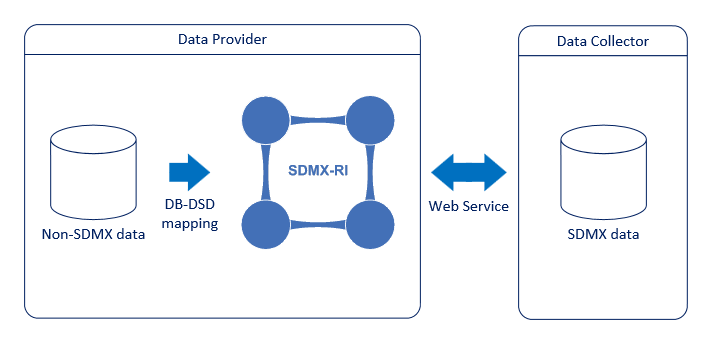 Data Provider
Data Collector
SDMX-RI
DB-DSD
mapping
Non-SDMX data
Web Service
SDMX data